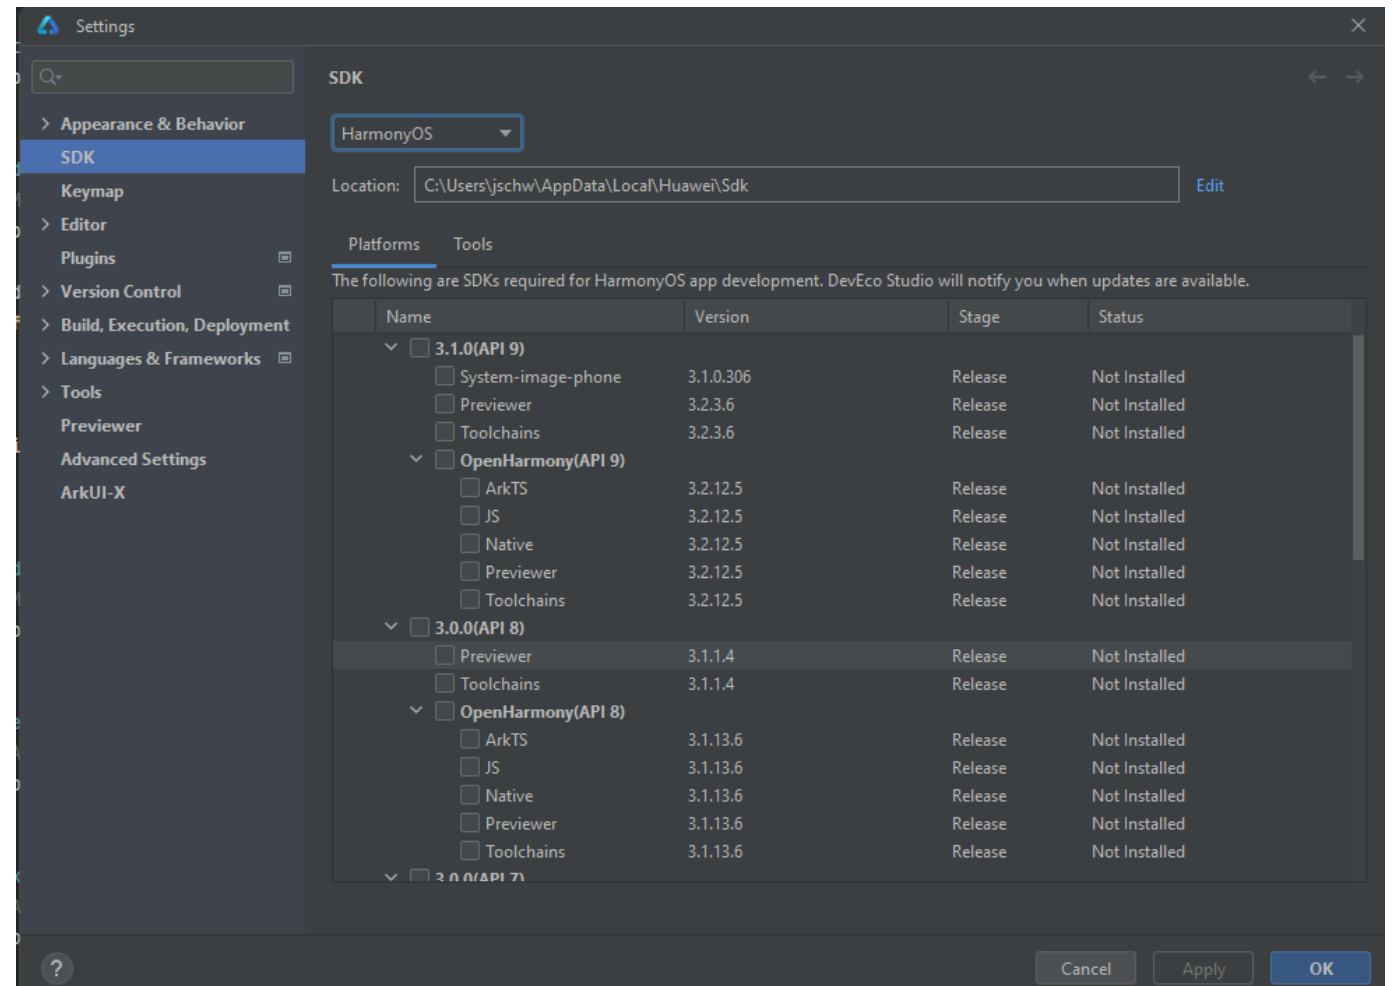 Settings
SDK
Appearance & Behavior
SDK
Keymap
Editor
Plugins
Version Control
Build, Execution, Deployment
Languages & Frameworks
Tools
Previewer
Advanced Settings
ArkUI-X
HarmonyOS
Location: C:\Users\jschw\AppData\Local\Huawei\Sdk Edit
Platforms Tools
The following are SDKs required for HarmonyOS app development. DevEco Studio will notify you when updates are available.
Name Version Stage Status
3.1.0(API 9)
System-image-phone 3.1.0.306 Release Not Installed
Previewer 3.2.3.6 Release Not Installed
Toolchains 3.2.3.6 Release Not Installed
OpenHarmony(API 9)
ArkTS 3.2.12.5 Release Not Installed
JS 3.2.12.5 Release Not Installed
Native 3.2.12.5 Release Not Installed
Previewer 3.2.12.5 Release Not Installed
Toolchains 3.2.12.5 Release Not Installed
3.0.0(API 8)
Previewer 3.1.1.4 Release Not Installed
Toolchains 3.1.1.4 Release Not Installed
OpenHarmony(API 8)
ArkTS 3.1.13.6 Release Not Installed
JS 3.1.13.6 Release Not Installed
Native 3.1.13.6 Release Not Installed
Previewer 3.1.13.6 Release Not Installed
Toolchains 3.1.13.6 Release Not Installed
3.0.0(API 7)
? Cancel Apply OK